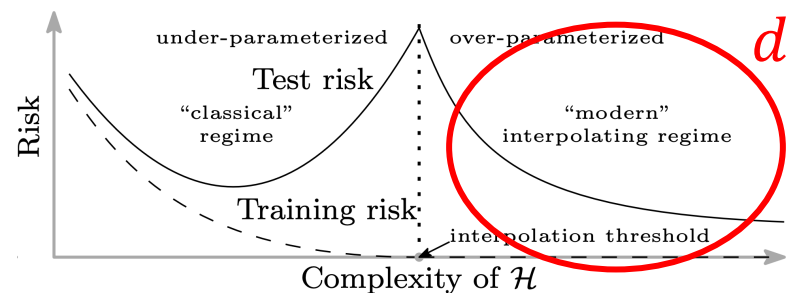 under-parameterized
over-parameterized
d
Test risk
“classical”
regime
“modern”
interpolating regime
Risk
Training risk
interpolation threshold
Complexity of ℋ